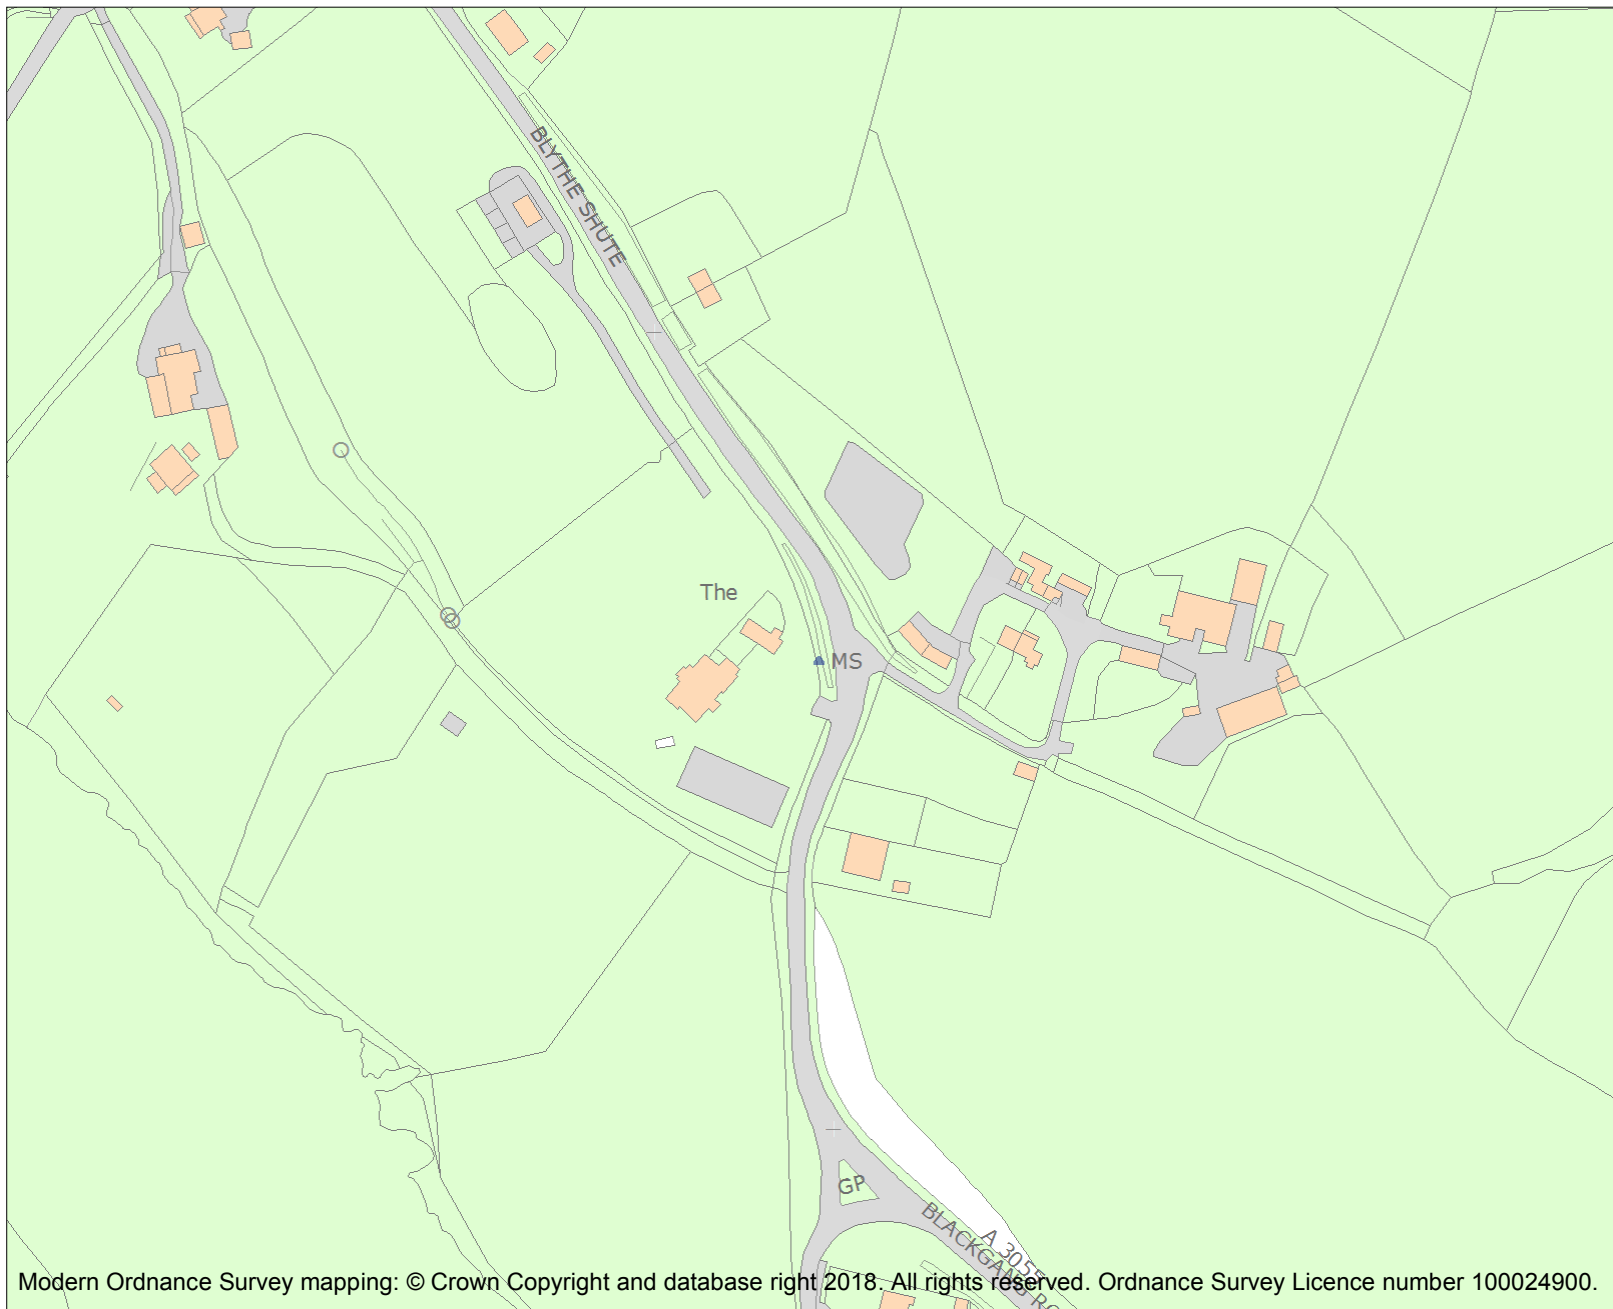 BLYTHE SHUTE
The
MS
GP
A 3055
BLACKGANG
Modern Ordnance Survey mapping: © Crown Copyright and database right 2018. All rights reserved. Ordnance Survey Licence number 100024900.